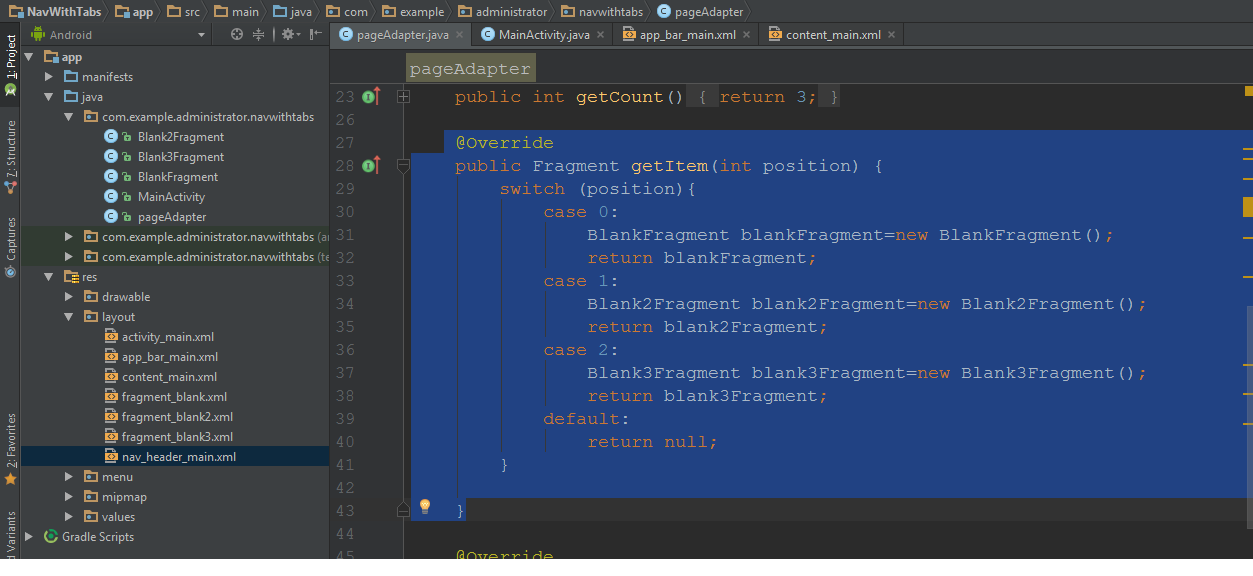 NavWithTabs app src main java com example administrator navwithtabs pageAdapter
Android
pageAdapter.java MainActivity.java app_bar_main.xml content_main.xml
1: Project
Z: Structure
Captures
2: Favorites
d Variants
app
manifests
java
com.example.administrator.navwithtabs
Blank2Fragment
Blank3Fragment
BlankFragment
MainActivity
pageAdapter
com.example.administrator.navwithtabs (a
com.example.administrator.navwithtabs (te
res
drawable
layout
activity_main.xml
app_bar_main.xml
content_main.xml
fragment_blank.xml
fragment_blank2.xml
fragment_blank3.xml
nav_header_main.xml
menu
mipmap
values
Gradle Scripts
pageAdapter
23 public int getCount() { return 3; }
26
27 @Override
28 public Fragment getItem(int position) {
29 switch (position){
30 case 0:
31 BlankFragment blankFragment=new BlankFragment();
32 return blankFragment;
33 case 1:
34 Blank2Fragment blank2Fragment=new Blank2Fragment();
35 return blank2Fragment;
36 case 2:
37 Blank3Fragment blank3Fragment=new Blank3Fragment();
38 return blank3Fragment;
39 default:
40 return null;
41 }
42
43 }
44
45 @Override